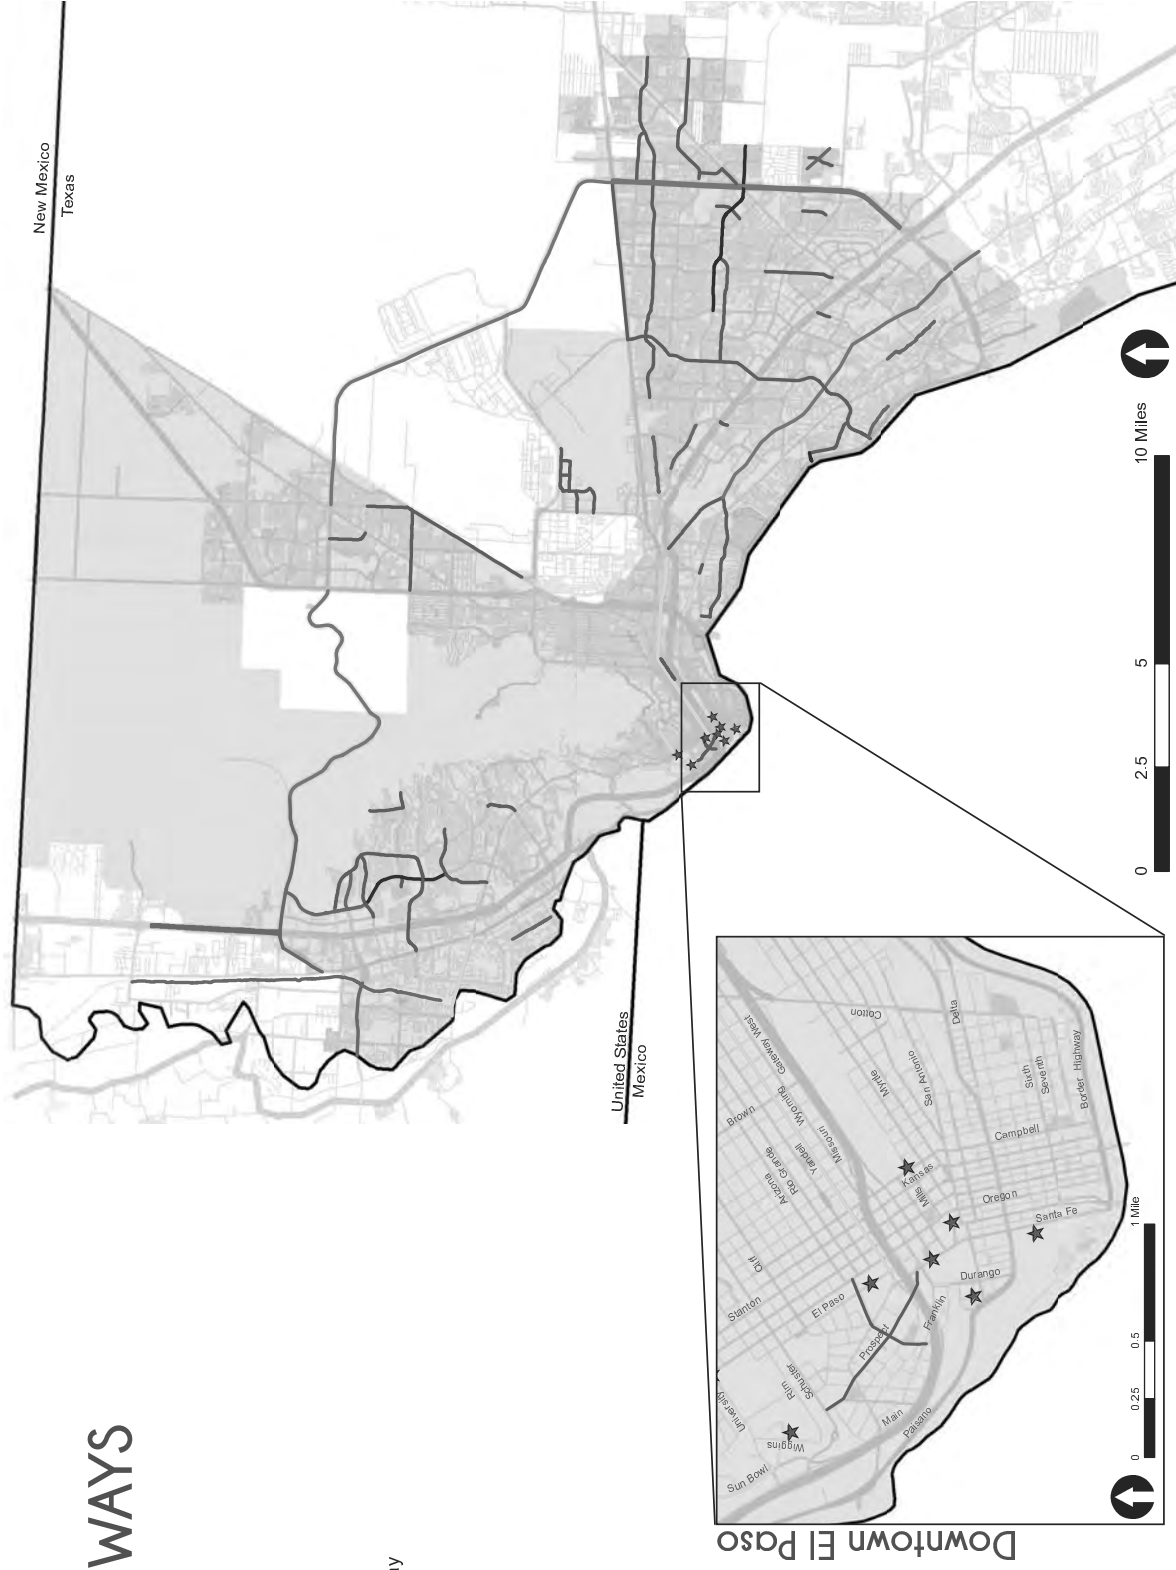 WAYS
ay
New Mexico
Texas
United States
Mexico
0
2.5
5
10 Miles
Downtown El Paso
Sun Bowl
Wiggins
University
Rim
Schuster
Main
Paisano
Prospect
Franklin
El Paso
Stanton
Cliff
Durango
Santa Fe
Oregon
Mills
Kansas
Campbell
Arizona
Rio Grande
Yandell
Missouri
Wyoming
Brown
Gateway West
Myrtle
San Antonio
Cotton
Delta
Sixth
Seventh
Border Highway
0
0.25
0.5
1 Mile